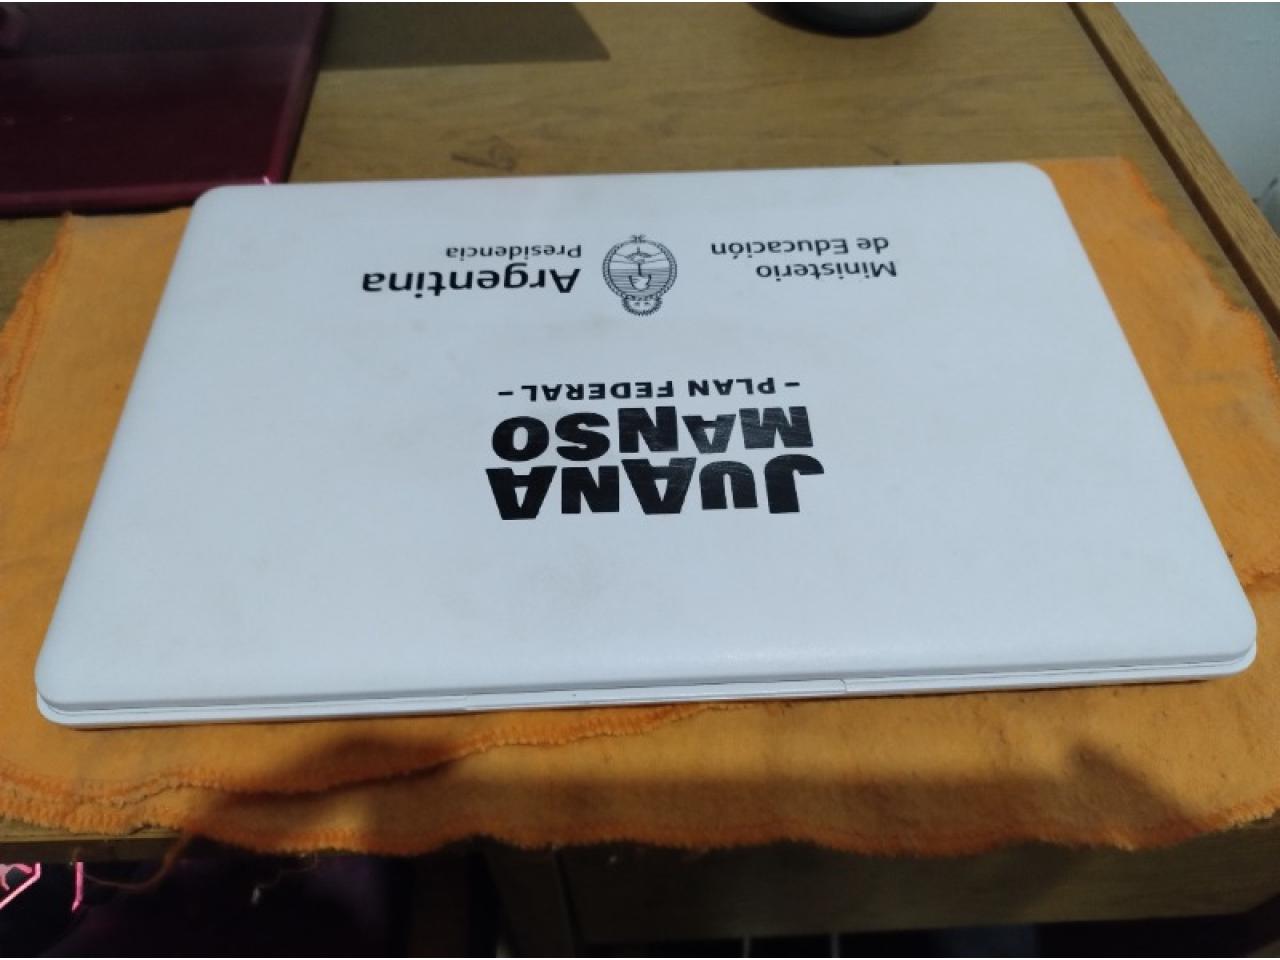 JUANA
MANSO
- PLAN FEDERAL -
Ministerio
de Educación
Argentina
Presidencia